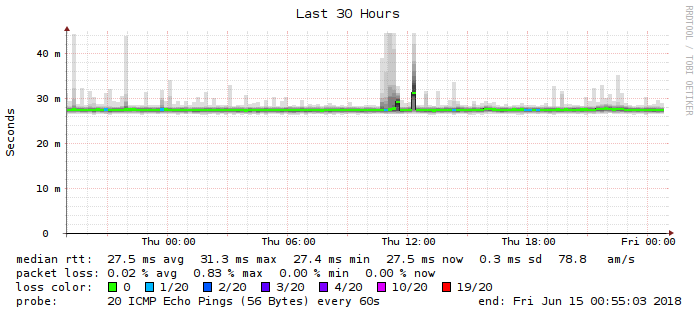 Last 30 Hours
RRDTOOL / TOBI OETIKER
Seconds
40 m
30 m
20 m
10 m
0
Thu 00:00 Thu 06:00 Thu 12:00 Thu 18:00 Fri 00:00
median rtt: 27.5 ms avg 31.3 ms max 27.4 ms min 27.5 ms now 0.3 ms sd 78.8 am/s
packet loss: 0.02 % avg 0.83 % max 0.00 % min 0.00 % now
loss color: 0 1/20 2/20 3/20 4/20 10/20 19/20
probe: 20 ICMP Echo Pings (56 Bytes) every 60s end: Fri Jun 15 00:55:03 2018